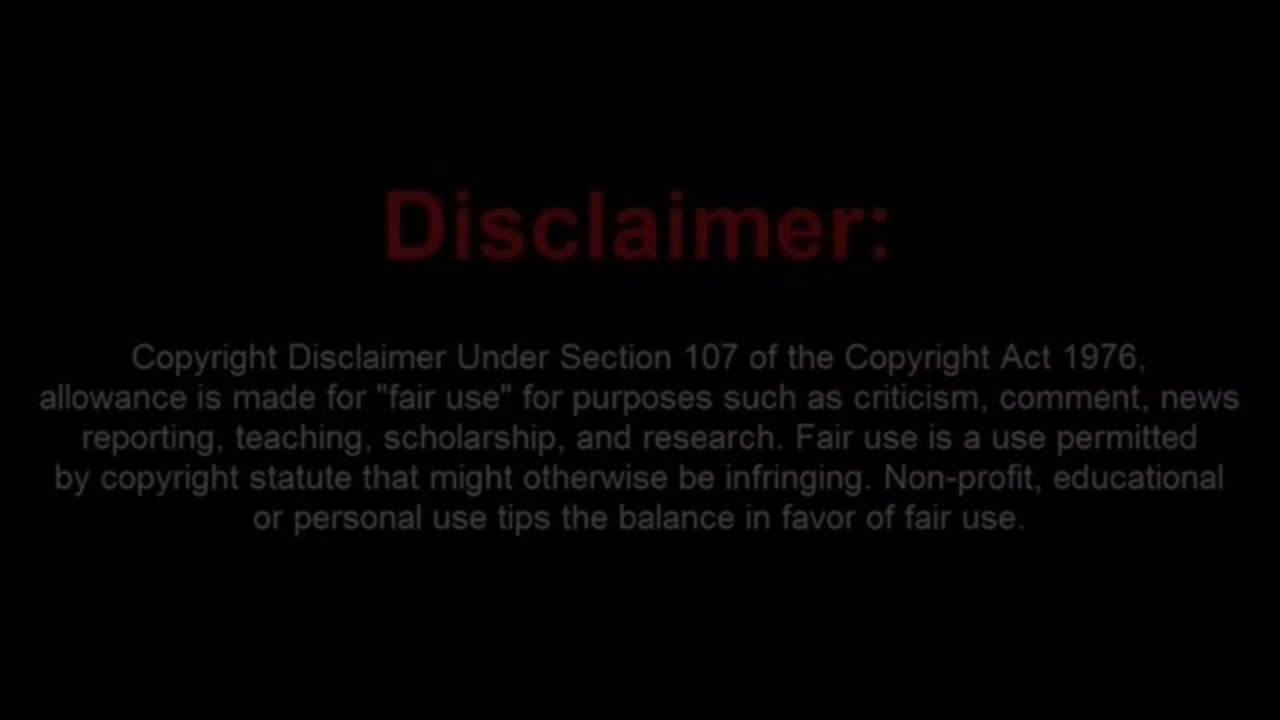 Disclaimer:
Copyright Disclaimer Under Section 107 of the Copyright Act 1976,
allowance is made for "fair use" for purposes such as criticism, comment, news
reporting, teaching, scholarship, and research. Fair use is a use permitted
by copyright statute that might otherwise be infringing. Non-profit, educational
or personal use tips the balance in favor of fair use.